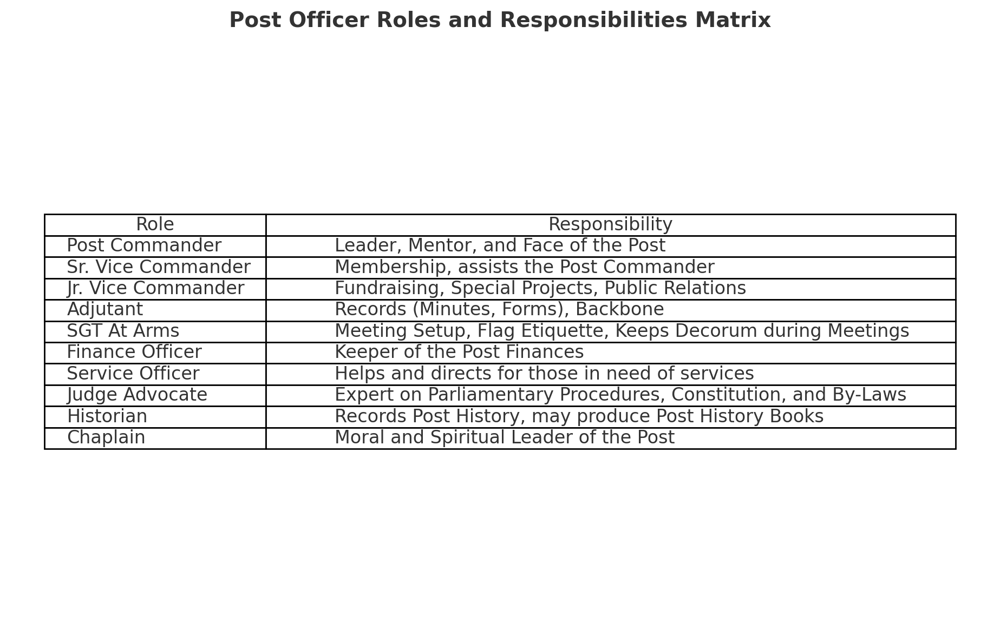 Post Officer Roles and Responsibilities Matrix
Role Responsibility
Post Commander Leader, Mentor, and Face of the Post
Sr. Vice Commander Membership, assists the Post Commander
Jr. Vice Commander Fundraising, Special Projects, Public Relations
Adjutant Records (Minutes, Forms), Backbone
SGT At Arms Meeting Setup, Flag Etiquette, Keeps Decorum during Meetings
Finance Officer Keeper of the Post Finances
Service Officer Helps and directs for those in need of services
Judge Advocate Expert on Parliamentary Procedures, Constitution, and By-Laws
Historian Records Post History, may produce Post History Books
Chaplain Moral and Spiritual Leader of the Post